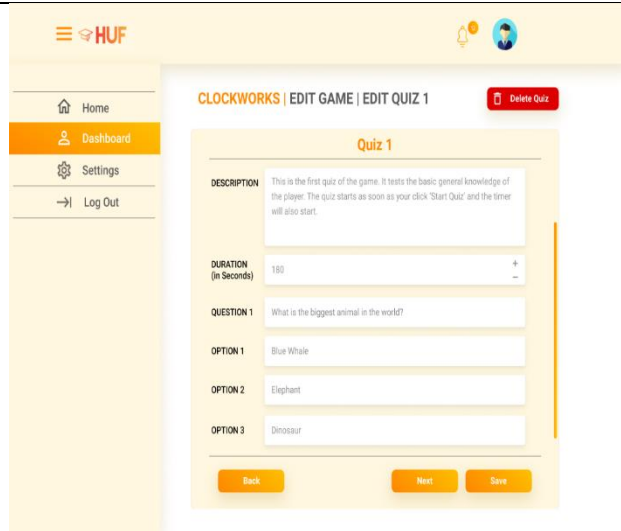 HUF
0
Home
Dashboard
Settings
Log Out
CLOCKWORKS | EDIT GAME | EDIT QUIZ 1
Delete Quiz
Quiz 1
DESCRIPTION
This is the first quiz of the game. It tests the basic general knowledge of
the player. The quiz starts as soon as your click 'Start Quiz' and the timer
will also start.
DURATION
(in Seconds)
180
+
−
QUESTION 1
What is the biggest animal in the world?
OPTION 1
Blue Whale
OPTION 2
Elephant
OPTION 3
Dinosaur
Back
Next
Save